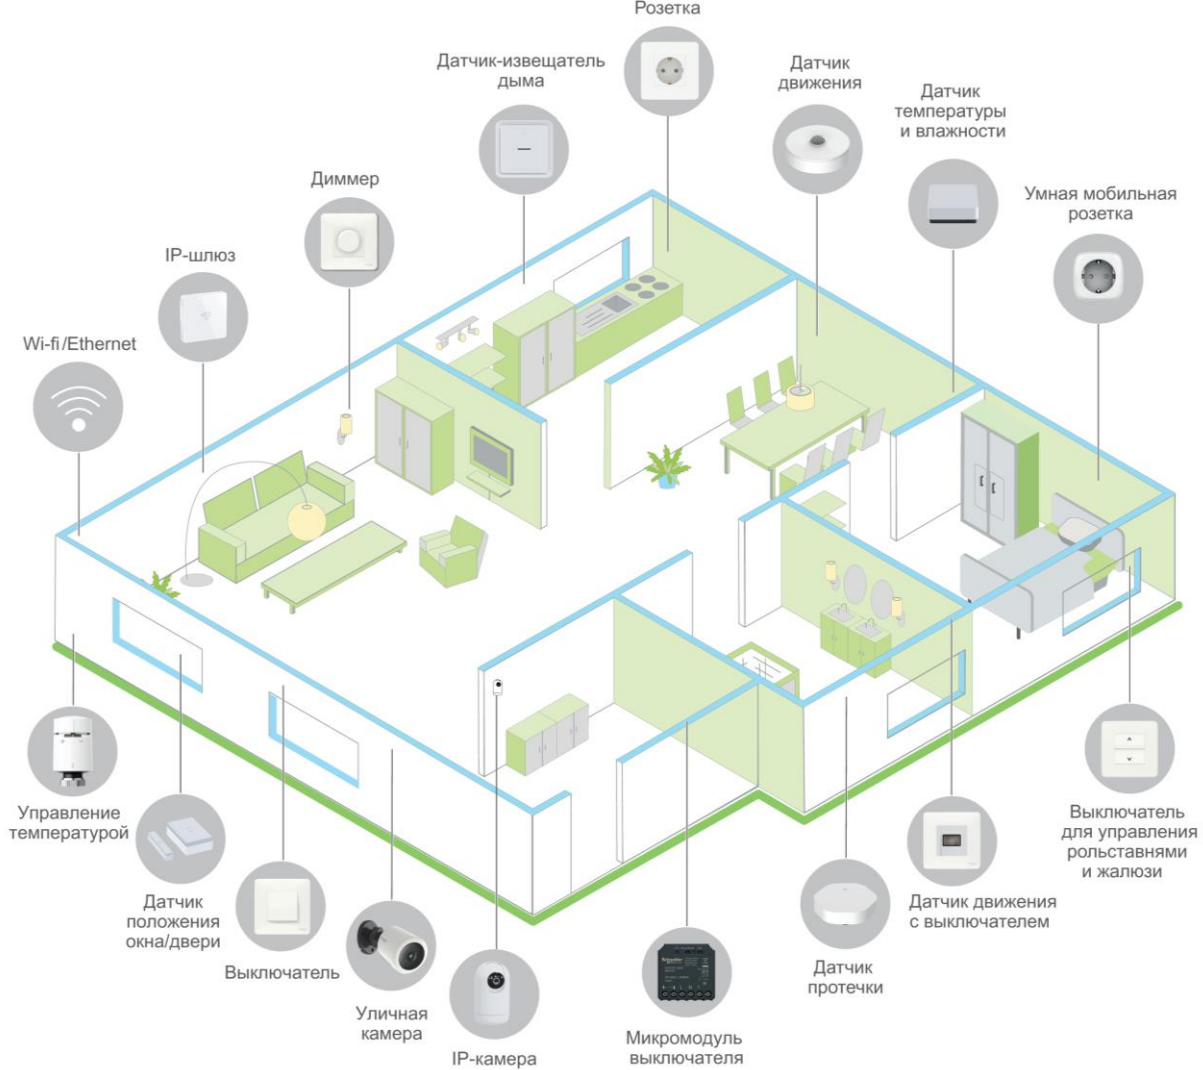 Розетка
Датчик-извещатель
дыма
Датчик
движения
Датчик
температуры
и влажности
Диммер
Умная мобильная
розетка
IP-шлюз
Wi-fi/Ethernet
Управление
температурой
Датчик
положения
окна/двери
Выключатель
Уличная
камера
IP-камера
Микромодуль
выключателя
Датчик
протечки
Датчик движения
с выключателем
Выключатель
для управления
рольставнями
и жалюзи
Schneider